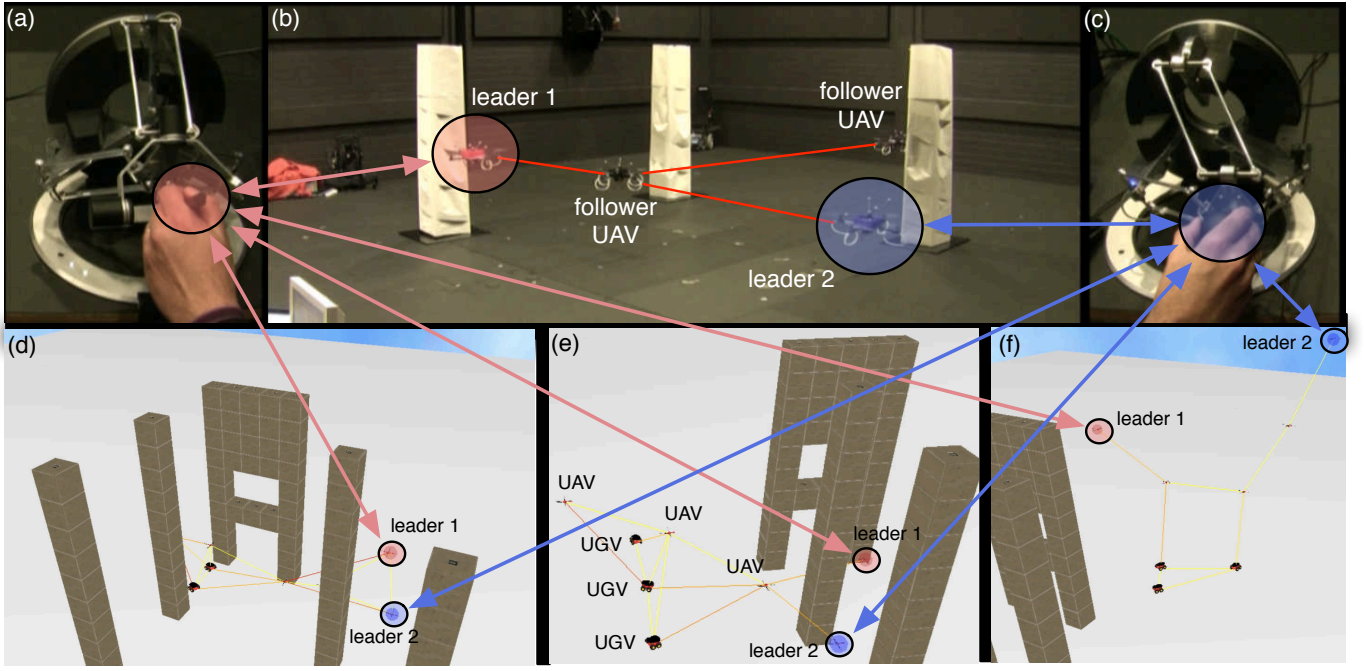 (a)
(b)
(c)
leader 1
follower
UAV
follower
UAV
leader 2
(d)
(e)
(f)
leader 2
leader 1
UAV
UAV
leader 1
UGV
leader 1
UAV
UGV
leader 2
UGV
leader 2